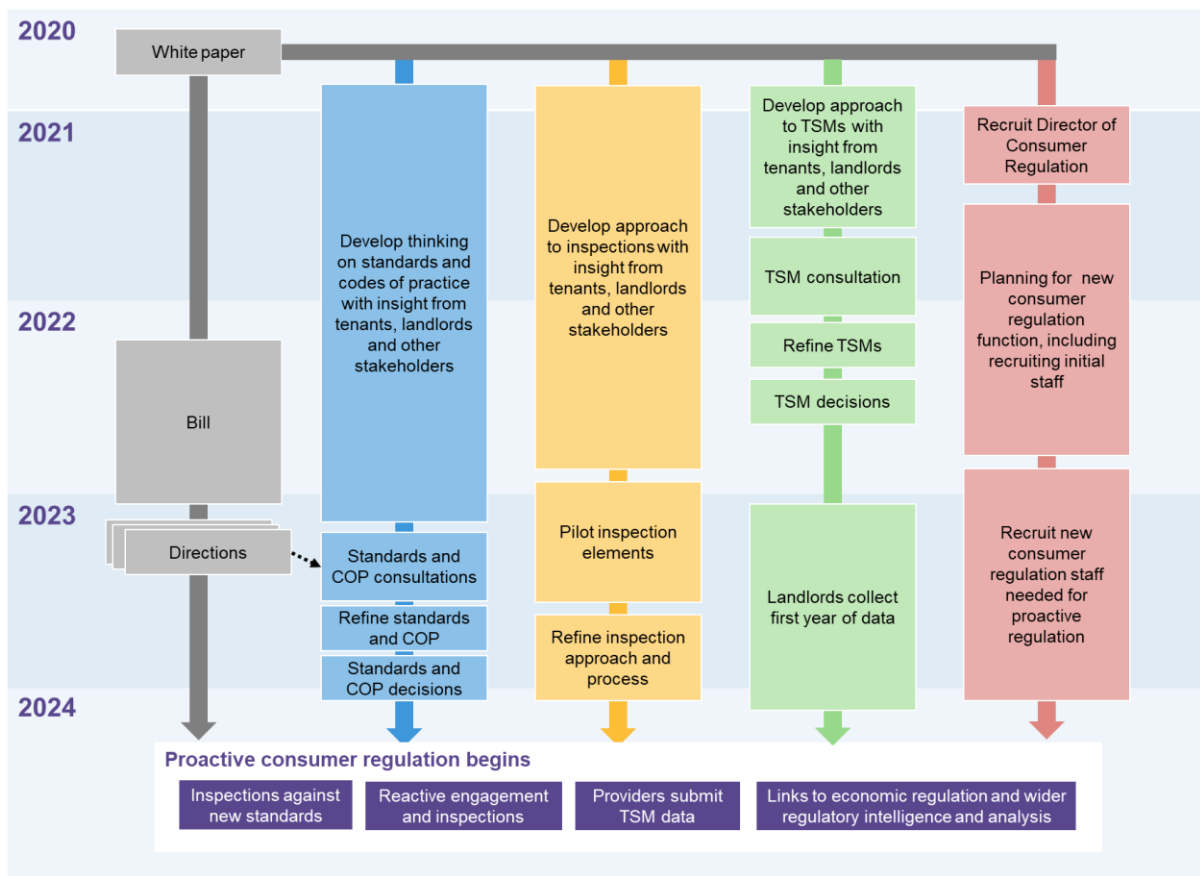 2020
White paper
2021
2022
2023
2024
Bill
Directions
Develop thinking
on standards and
codes of practice
with insight from
tenants, landlords
and other
stakeholders
Standards and
COP consultations
Refine standards
and COP
Standards and
COP decisions
Develop approach
to inspections with
insight from
tenants, landlords
and other
stakeholders
Pilot inspection
elements
Refine inspection
approach and
process
Develop approach
to TSMs with
insight from
tenants, landlords
and other
stakeholders
TSM consultation
Refine TSMs
TSM decisions
Landlords collect
first year of data
Recruit Director of
Consumer
Regulation
Planning for new
consumer
regulation
function, including
recruiting initial
staff
Recruit new
consumer
regulation staff
needed for
proactive
regulation
Proactive consumer regulation begins
Inspections against
new standards
Reactive engagement
and inspections
Providers submit
TSM data
Links to economic regulation and wider
regulatory intelligence and analysis